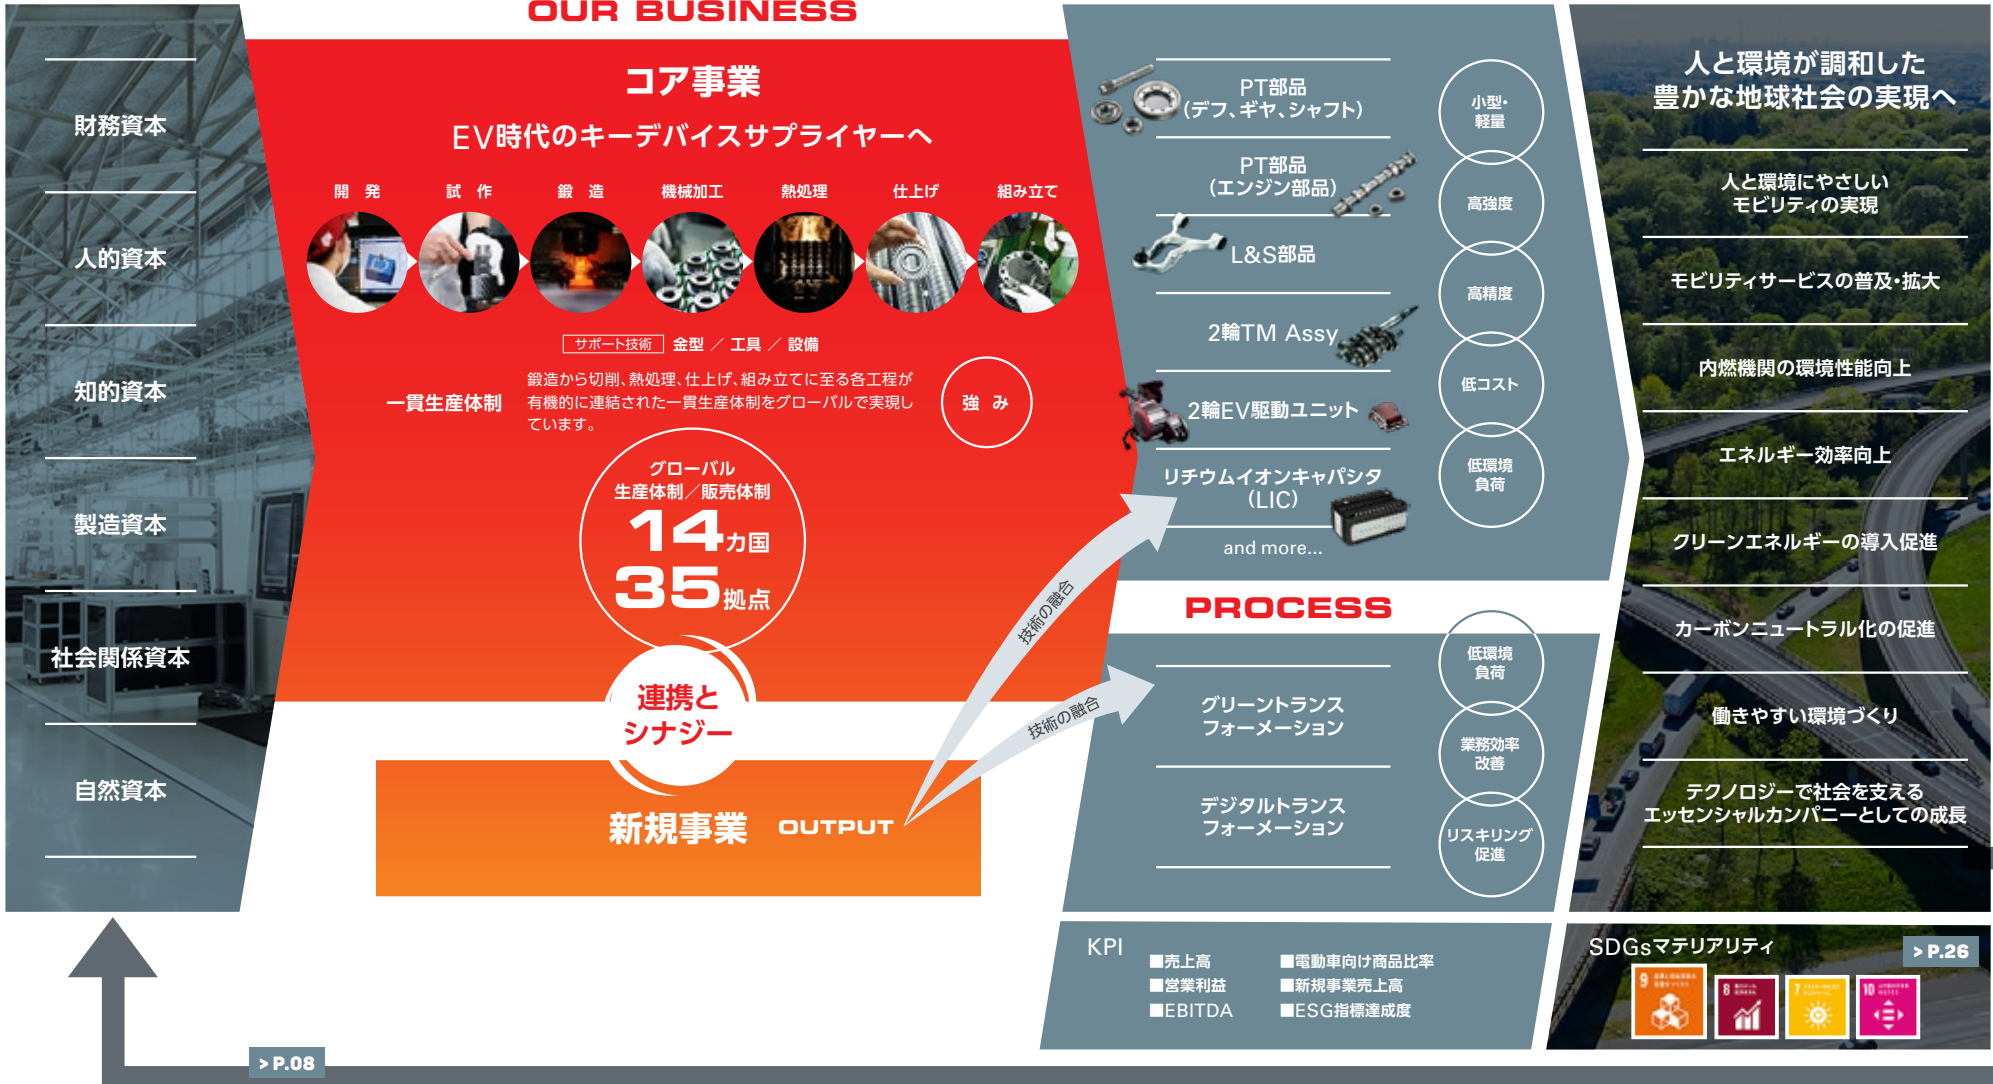 OUR BUSINESS
財務資本
人的資本
知的資本
製造資本
社会関係資本
自然資本
コア事業
EV時代のキーデバイスサプライヤーへ
開 発
試 作
鍛 造
機械加工
熱処理
仕上げ
組み立て
サポート技術 金型 ／ 工具 ／ 設備
一貫生産体制
鍛造から切削、熱処理、仕上げ、組み立てに至る各工程が
有機的に連結された一貫生産体制をグローバルで実現し
ています。
強 み
グローバル
生産体制／販売体制
14カ国
35拠点
連携と
シナジー
新規事業
OUTPUT
技術の融合
技術の融合
PT部品
（デフ、ギヤ、シャフト）
PT部品
（エンジン部品）
L&S部品
2輪TM Assy
2輪EV駆動ユニット
リチウムイオンキャパシタ
（LIC）
and more...
小型・
軽量
高強度
高精度
低コスト
低環境
負荷
PROCESS
グリーントランス
フォーメーション
デジタルトランス
フォーメーション
低環境
負荷
業務効率
改善
リスキリング
促進
KPI
■売上高
■営業利益
■EBITDA
■電動車向け商品比率
■新規事業売上高
■ESG指標達成度
人と環境が調和した
豊かな地球社会の実現へ
人と環境にやさしい
モビリティの実現
モビリティサービスの普及・拡大
内燃機関の環境性能向上
エネルギー効率向上
クリーンエネルギーの導入促進
カーボンニュートラル化の促進
働きやすい環境づくり
テクノロジーで社会を支える
エッセンシャルカンパニーとしての成長
SDGsマテリアリティ
> P.26
9
8
7
10
> P.08